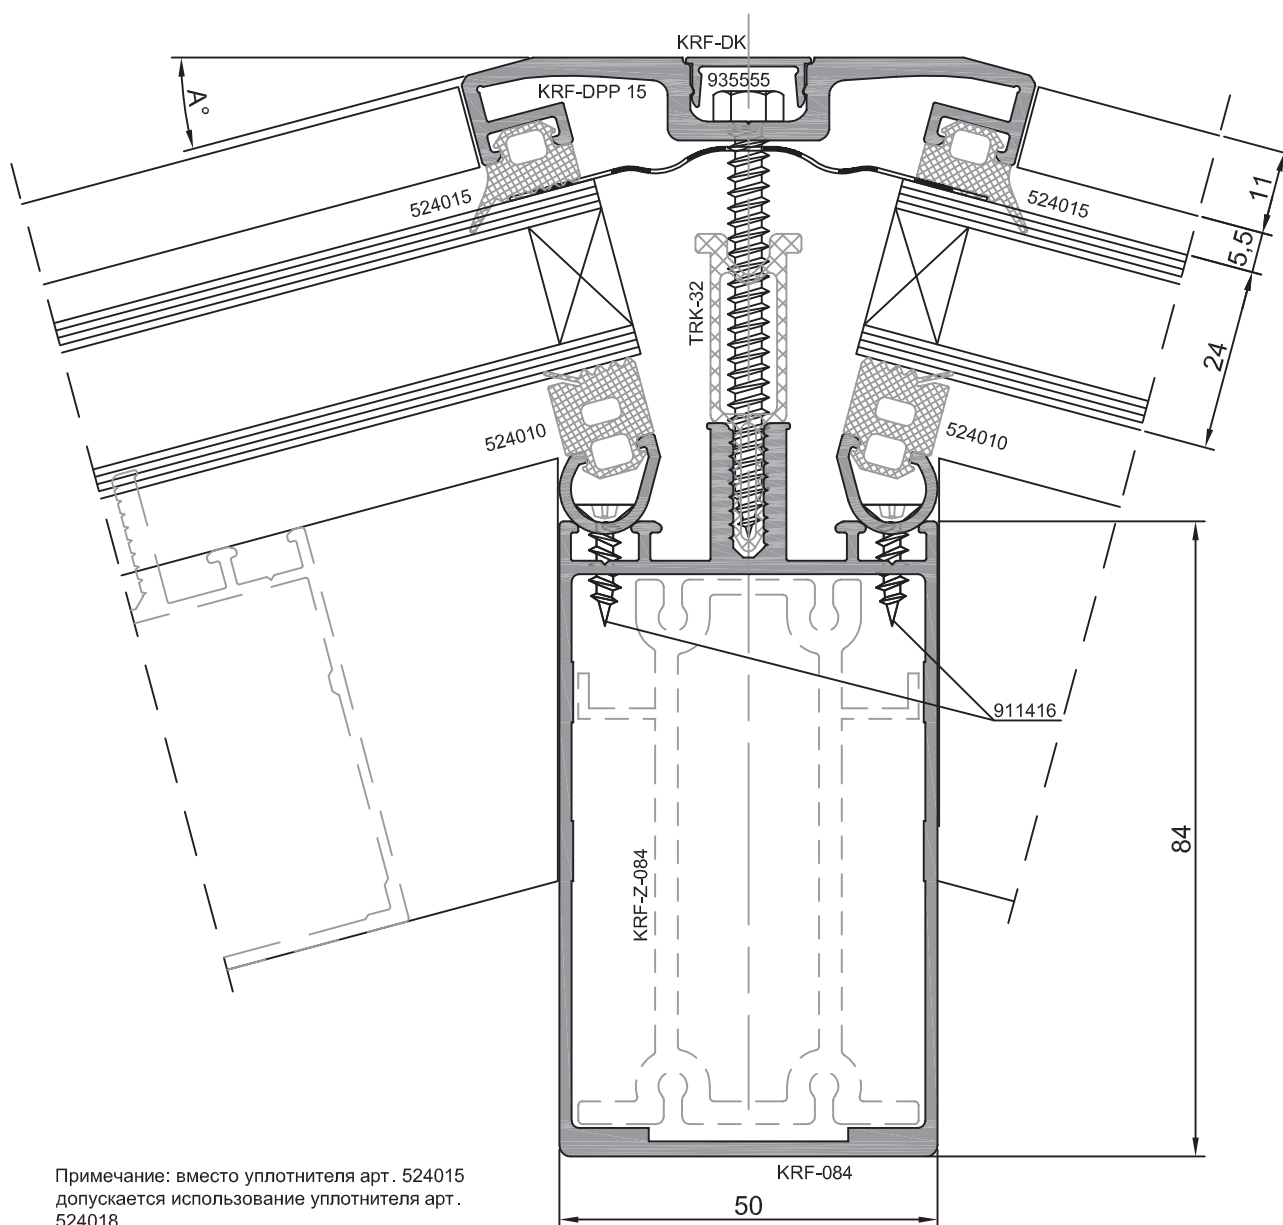 KRF-DK
935555
KRF-DPP 15
A°
524015
524015
11
5,5
24
TRK-32
524010
524010
911416
84
KRF-Z-084
KRF-084
50
Примечание: вместо уплотнителя арт. 524015
допускается использование уплотнителя арт.
524018